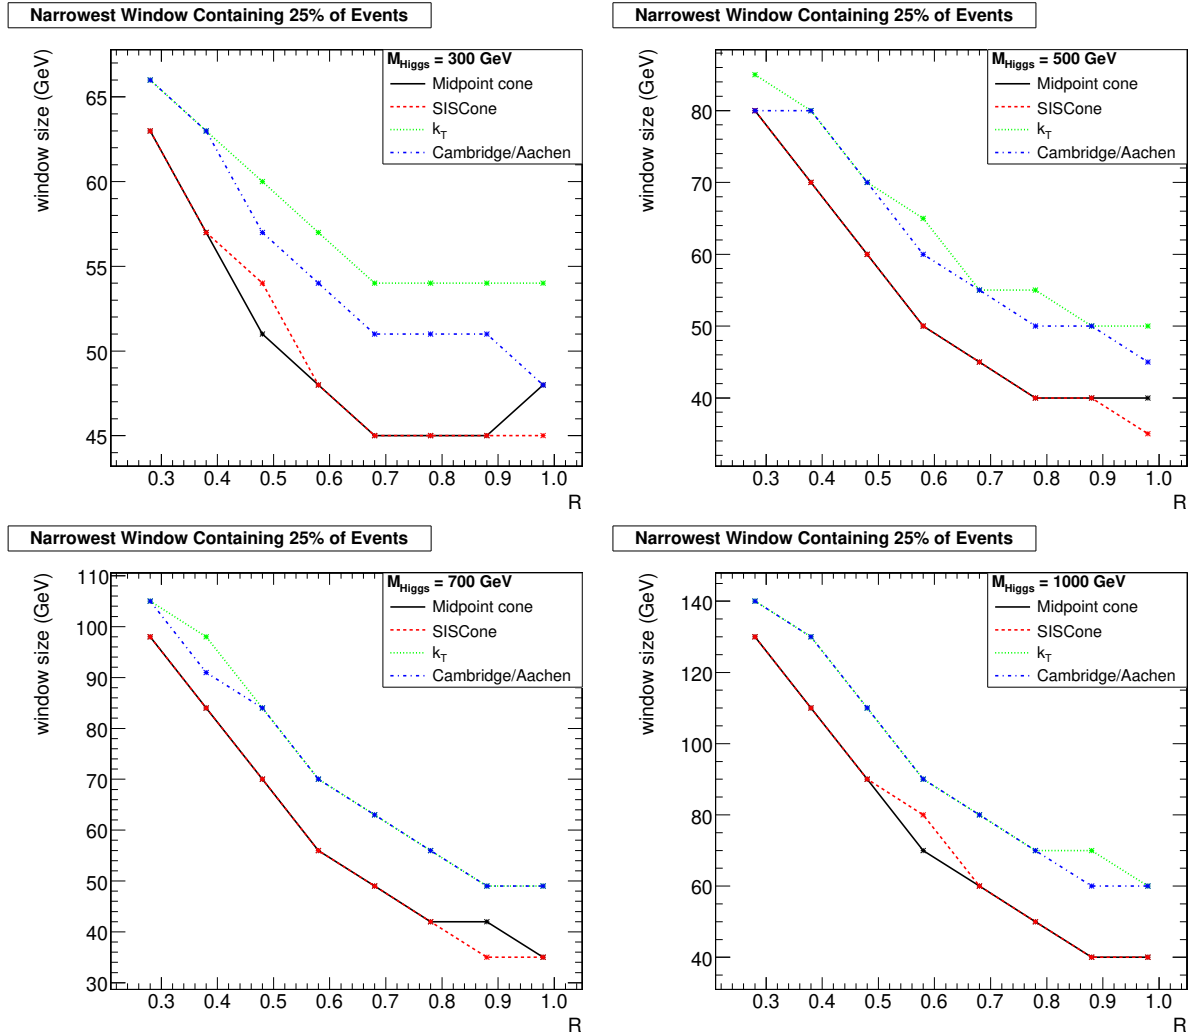 Narrowest Window Containing 25% of Events
window size (GeV)
M_Higgs = 300 GeV
Midpoint cone
SISCone
k_T
Cambridge/Aachen
65
60
55
50
45
0.3 0.4 0.5 0.6 0.7 0.8 0.9 1.0
R
Narrowest Window Containing 25% of Events
window size (GeV)
M_Higgs = 500 GeV
Midpoint cone
SISCone
k_T
Cambridge/Aachen
80
70
60
50
40
0.3 0.4 0.5 0.6 0.7 0.8 0.9 1.0
R
Narrowest Window Containing 25% of Events
window size (GeV)
M_Higgs = 700 GeV
Midpoint cone
SISCone
k_T
Cambridge/Aachen
110
100
90
80
70
60
50
40
30
0.3 0.4 0.5 0.6 0.7 0.8 0.9 1.0
R
Narrowest Window Containing 25% of Events
window size (GeV)
M_Higgs = 1000 GeV
Midpoint cone
SISCone
k_T
Cambridge/Aachen
140
120
100
80
60
40
0.3 0.4 0.5 0.6 0.7 0.8 0.9 1.0
R